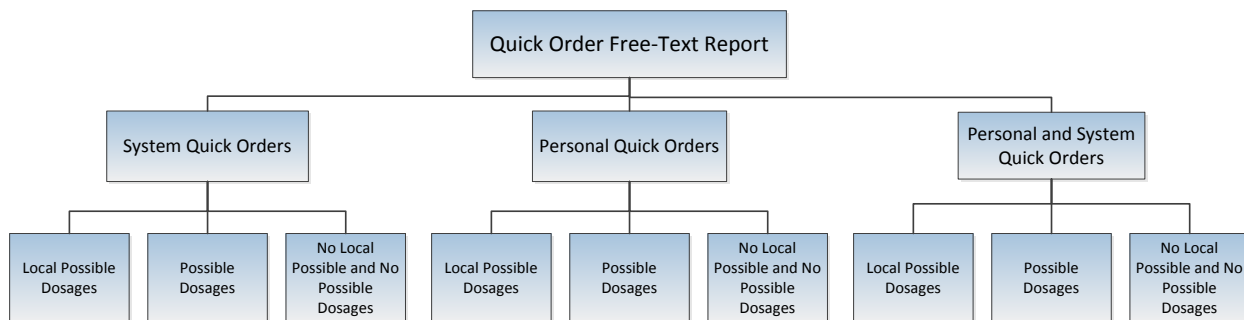 Quick Order Free-Text Report
System Quick Orders
Personal Quick Orders
Personal and System
Quick Orders
Local Possible
Dosages
Possible
Dosages
No Local
Possible and No
Possible
Dosages
Local Possible
Dosages
Possible
Dosages
No Local
Possible and No
Possible
Dosages
Local Possible
Dosages
Possible
Dosages
No Local
Possible and No
Possible
Dosages